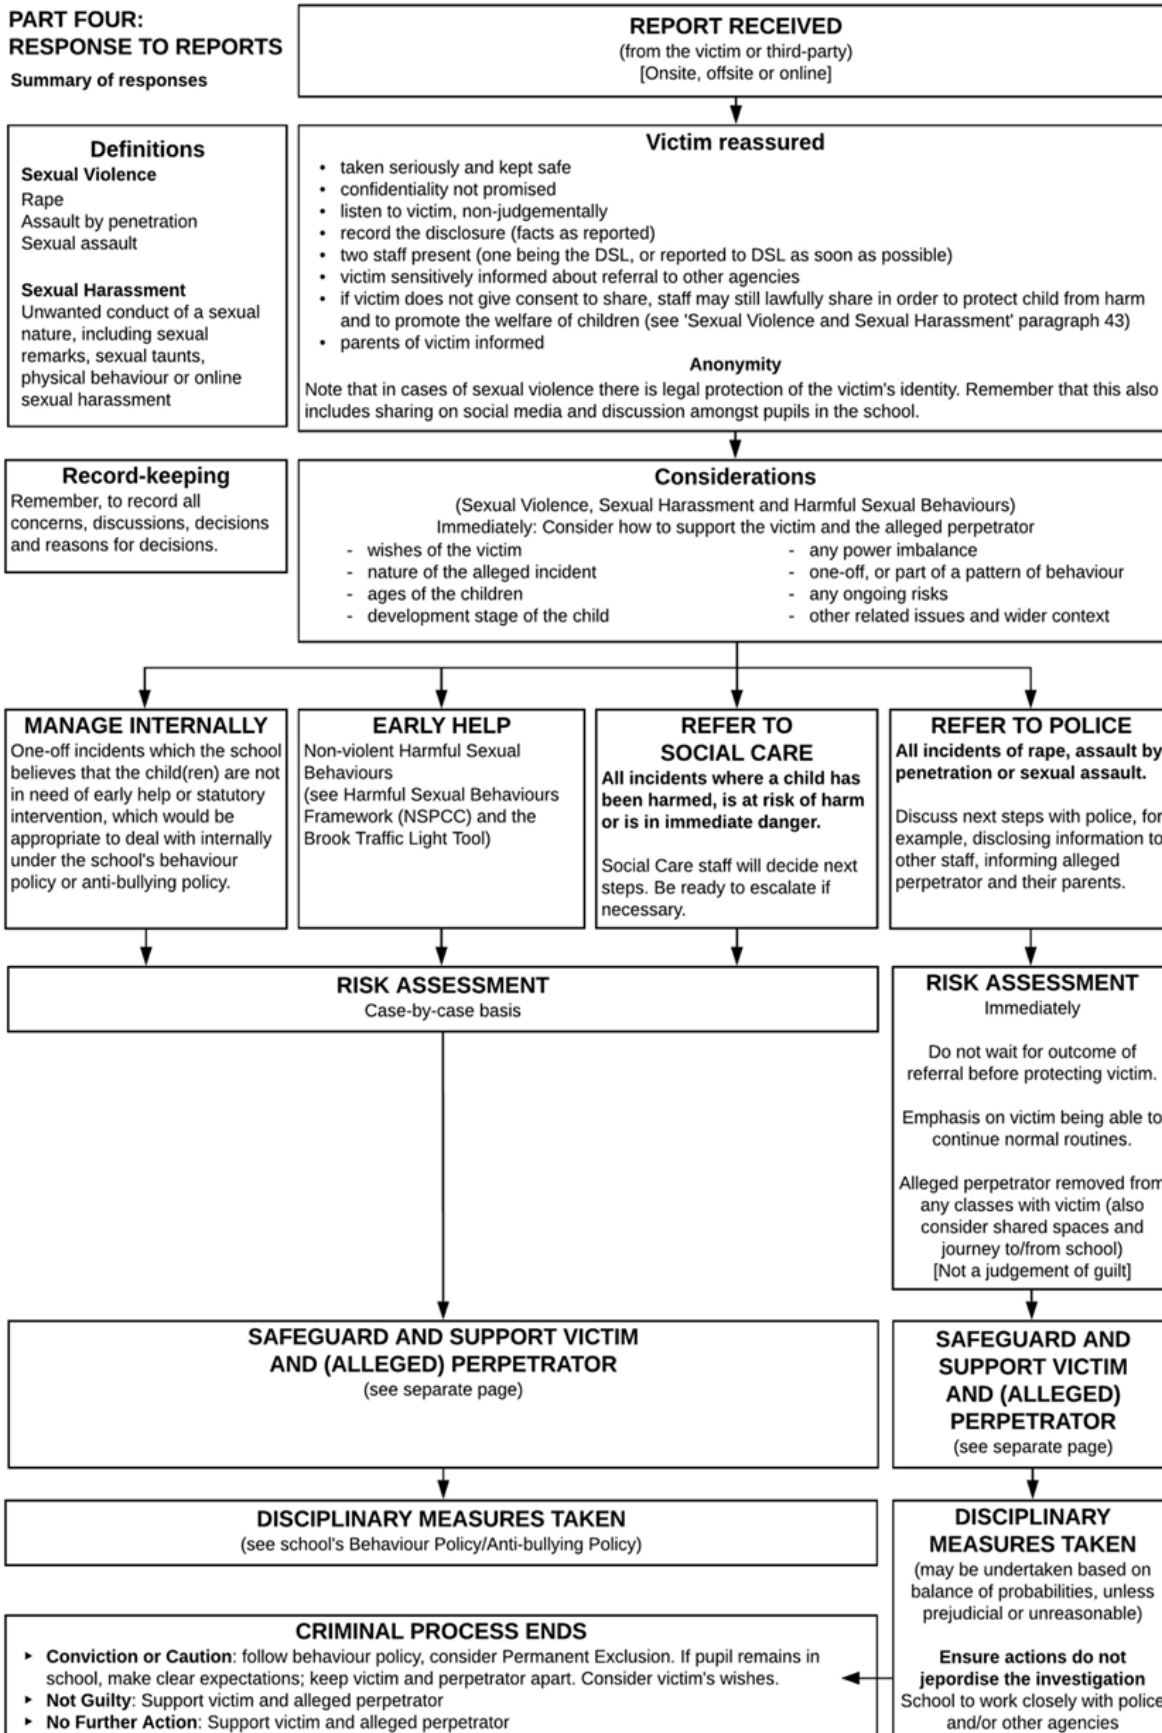 PART FOUR:
RESPONSE TO REPORTS
Summary of responses
REPORT RECEIVED
(from the victim or third-party)
[Onsite, offsite or online]
Definitions
Sexual Violence
Rape
Assault by penetration
Sexual assault
Sexual Harassment
Unwanted conduct of a sexual
nature, including sexual
remarks, sexual taunts,
physical behaviour or online
sexual harassment
Victim reassured
• taken seriously and kept safe
• confidentiality not promised
• listen to victim, non-judgementally
• record the disclosure (facts as reported)
• two staff present (one being the DSL, or reported to DSL as soon as possible)
• victim sensitively informed about referral to other agencies
• if victim does not give consent to share, staff may still lawfully share in order to protect child from harm
and to promote the welfare of children (see 'Sexual Violence and Sexual Harassment' paragraph 43)
• parents of victim informed
Anonymity
Note that in cases of sexual violence there is legal protection of the victim's identity. Remember that this also
includes sharing on social media and discussion amongst pupils in the school.
Record-keeping
Remember, to record all
concerns, discussions, decisions
and reasons for decisions.
Considerations
(Sexual Violence, Sexual Harassment and Harmful Sexual Behaviours)
Immediately: Consider how to support the victim and the alleged perpetrator
- wishes of the victim
- nature of the alleged incident
- ages of the children
- development stage of the child
- any power imbalance
- one-off, or part of a pattern of behaviour
- any ongoing risks
- other related issues and wider context
MANAGE INTERNALLY
One-off incidents which the school
believes that the child(ren) are not
in need of early help or statutory
intervention, which would be
appropriate to deal with internally
under the school's behaviour
policy or anti-bullying policy.
EARLY HELP
Non-violent Harmful Sexual
Behaviours
(see Harmful Sexual Behaviours
Framework (NSPCC) and the
Brook Traffic Light Tool)
REFER TO
SOCIAL CARE
All incidents where a child has
been harmed, is at risk of harm
or is in immediate danger.
Social Care staff will decide next
steps. Be ready to escalate if
necessary.
REFER TO POLICE
All incidents of rape, assault by
penetration or sexual assault.
Discuss next steps with police, for
example, disclosing information to
other staff, informing alleged
perpetrator and their parents.
RISK ASSESSMENT
Case-by-case basis
RISK ASSESSMENT
Immediately
Do not wait for outcome of
referral before protecting victim.
Emphasis on victim being able to
continue normal routines.
Alleged perpetrator removed from
any classes with victim (also
consider shared spaces and
journey to/from school)
[Not a judgement of guilt]
SAFEGUARD AND SUPPORT VICTIM
AND (ALLEGED) PERPETRATOR
(see separate page)
SAFEGUARD AND
SUPPORT VICTIM
AND (ALLEGED)
PERPETRATOR
(see separate page)
DISCIPLINARY MEASURES TAKEN
(see school's Behaviour Policy/Anti-bullying Policy)
DISCIPLINARY
MEASURES TAKEN
(may be undertaken based on
balance of probabilities, unless
prejudicial or unreasonable)
Ensure actions do not
jepordise the investigation
School to work closely with police
and/or other agencies
CRIMINAL PROCESS ENDS
▸ Conviction or Caution: follow behaviour policy, consider Permanent Exclusion. If pupil remains in
school, make clear expectations; keep victim and perpetrator apart. Consider victim's wishes.
▸ Not Guilty: Support victim and alleged perpetrator
▸ No Further Action: Support victim and alleged perpetrator